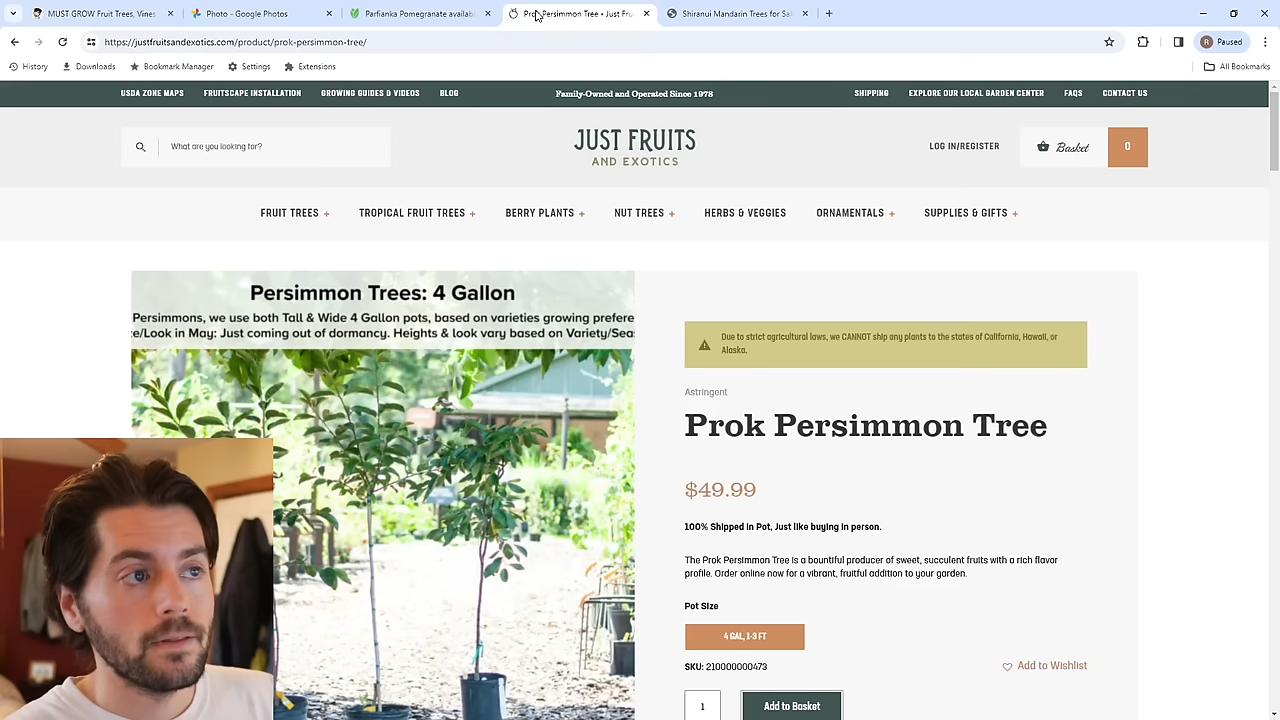 MUST GROW Fruit Trees, Vines
Photo - Google Photos
Parfianka Pomegranate availabl
Prok Persimmon Tree • Just Fru
Shiranui Mandarin Trees for Sal
https://justfruitsandexotics.com/product/prok-persimmon-tree/
R Paused
History
Downloads
Bookmark Manager
Settings
Extensions
All Bookmarks
USDA ZONE MAPS
FRUITSCAPE INSTALLATION
GROWING GUIDES & VIDEOS
BLOG
Family-Owned and Operated Since 1978
SHIPPING
EXPLORE OUR LOCAL GARDEN CENTER
FAQS
CONTACT US
What are you looking for?
JUST FRUITS
AND EXOTICS
LOG IN/REGISTER
Basket
0
FRUIT TREES +
TROPICAL FRUIT TREES +
BERRY PLANTS +
NUT TREES +
HERBS & VEGGIES
ORNAMENTALS +
SUPPLIES & GIFTS +
Persimmon Trees: 4 Gallon
Persimmons, we use both Tall & Wide 4 Gallon pots, based on varieties growing prefere
e/Look in May: Just coming out of dormancy. Heights & look vary based on Variety/Sea
Due to strict agricultural laws, we CANNOT ship any plants to the states of California, Hawaii, or
Alaska.
Astringent
Prok Persimmon Tree
$49.99
100% Shipped in Pot, Just like buying in person.
The Prok Persimmon Tree is a bountiful producer of sweet, succulent fruits with a rich flavor
profile. Order online now for a vibrant, fruitful addition to your garden.
Pot Size
4 GAL, 1-3 FT
SKU: 210000000473
Add to Wishlist
1
Add to Basket